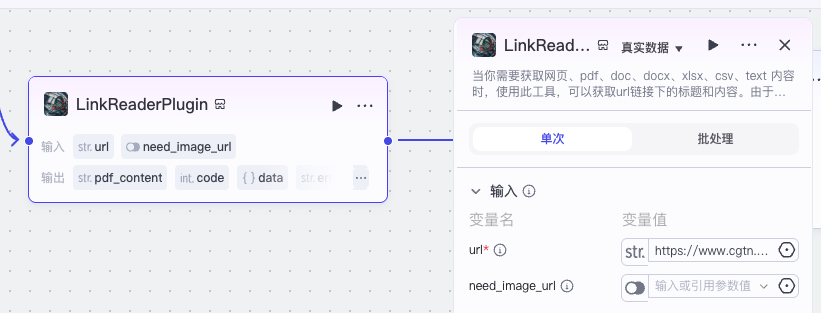 LinkReaderPlugin
输入 str. url need_image_url
输出 str. pdf_content int. code { } data str. ...
LinkRead... 真实数据
当你需要获取网页、pdf、doc、docx、xlsx、csv、text 内容
时，使用此工具，可以获取url链接下的标题和内容。由于...
单次 批处理
输入
变量名 变量值
url* str. https://www.cgtn....
need_image_url 输入或引用参数值